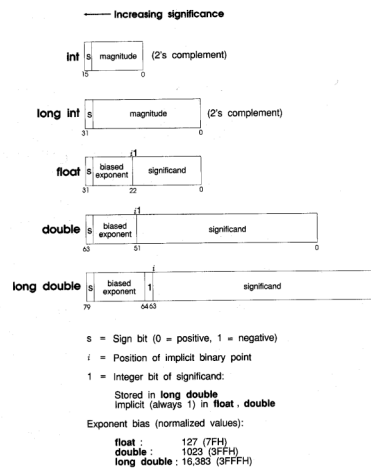 ← Increasing significance
int s magnitude (2's complement)
15 0
long int s magnitude (2's complement)
31 0
i1
float s biased exponent significand
31 22 0
i1
double s biased exponent significand
63 51 0
i
long double s biased exponent 1 significand
79 64 63
s = Sign bit (0 = positive, 1 = negative)
i = Position of implicit binary point
1 = Integer bit of significand:
Stored in long double
Implicit (always 1) in float, double
Exponent bias (normalized values):
float : 127 (7FH)
double : 1023 (3FFH)
long double : 16,383 (3FFFH)